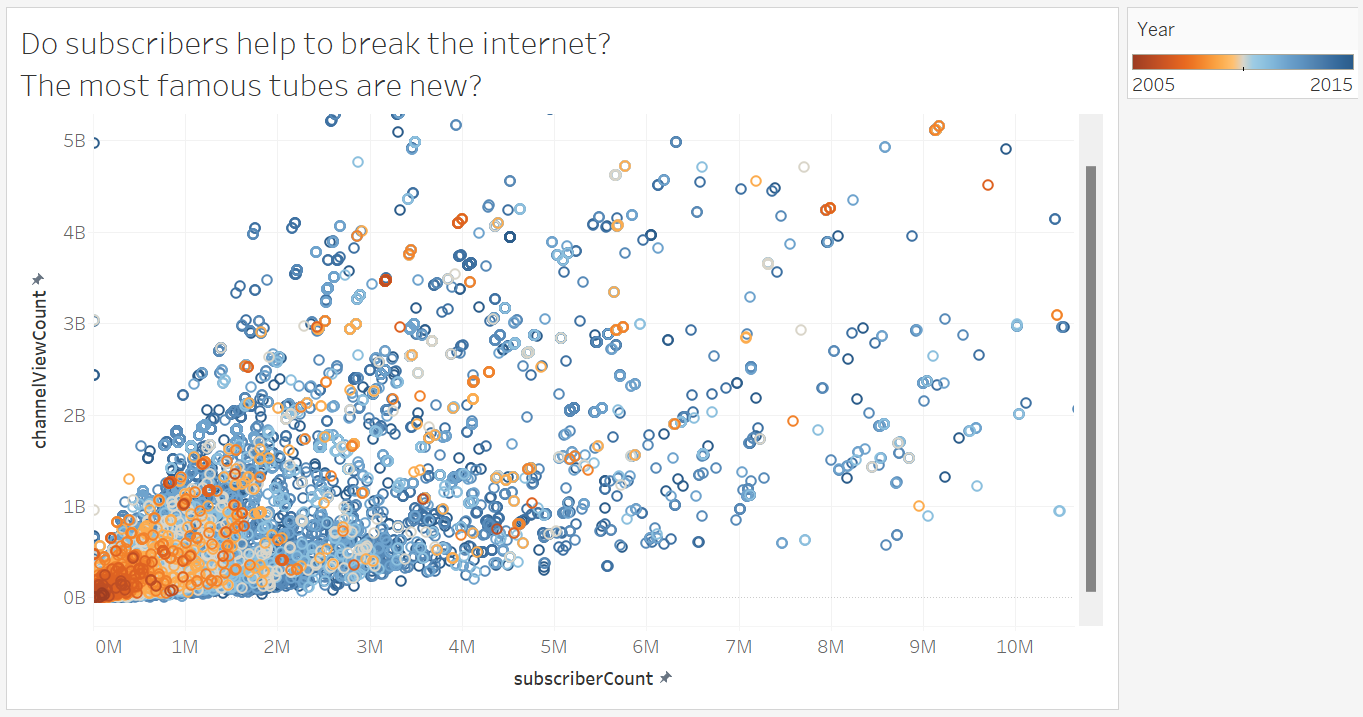 Do subscribers help to break the internet?
The most famous tubes are new?
Year
2005 2015
5B
4B
3B
2B
1B
0B
channelViewCount
0M 1M 2M 3M 4M 5M 6M 7M 8M 9M 10M
subscriberCount